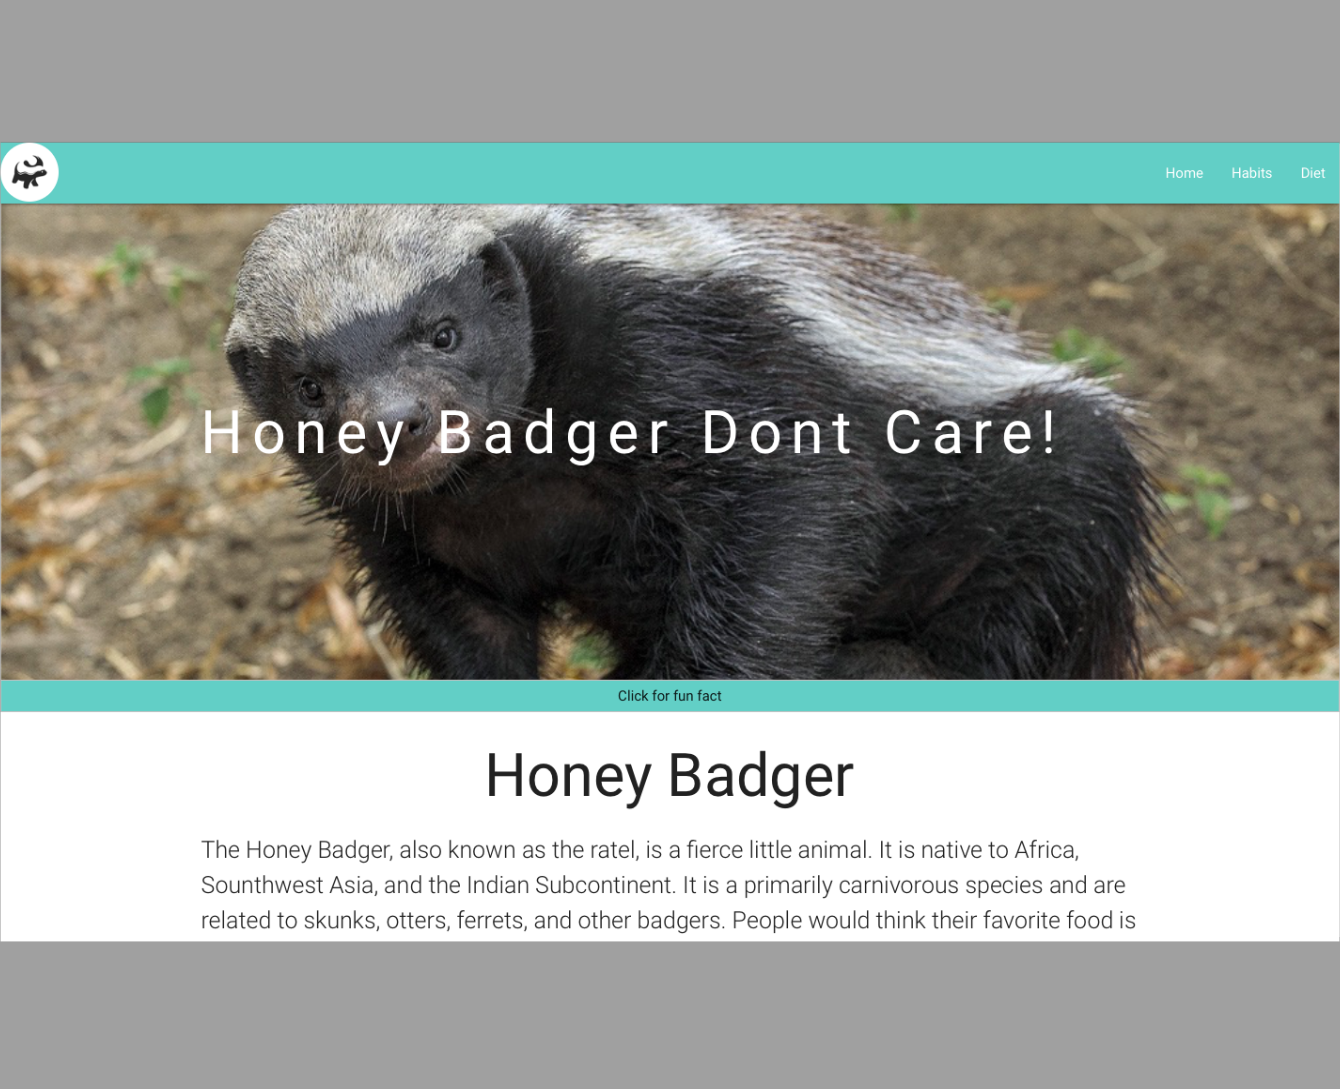 Home Habits Diet
Honey Badger Dont Care!
Click for fun fact
Honey Badger
The Honey Badger, also known as the ratel, is a fierce little animal. It is native to Africa,
Sounthwest Asia, and the Indian Subcontinent. It is a primarily carnivorous species and are
related to skunks, otters, ferrets, and other badgers. People would think their favorite food is